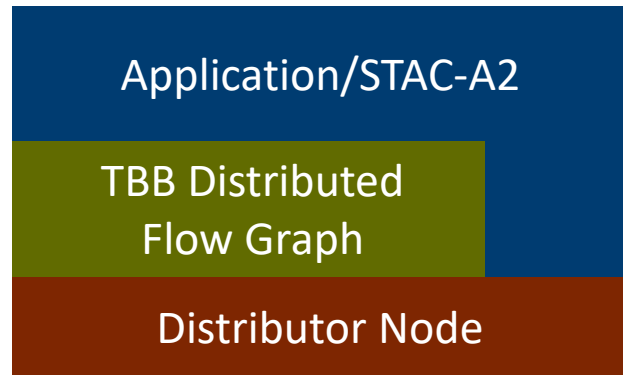 Application/STAC-A2
TBB Distributed
Flow Graph
Distributor Node